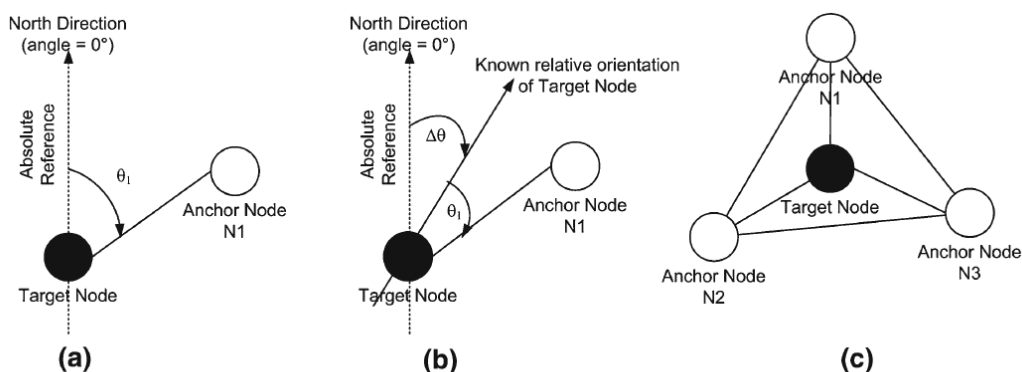 North Direction
(angle = 0°)
Absolute
Reference
θ1
Anchor Node
N1
Target Node
(a)
North Direction
(angle = 0°)
Known relative orientation
of Target Node
Absolute
Reference
Δθ
θ1
Anchor Node
N1
Target Node
(b)
Anchor Node
N1
Target Node
Anchor Node
N2
Anchor Node
N3
(c)